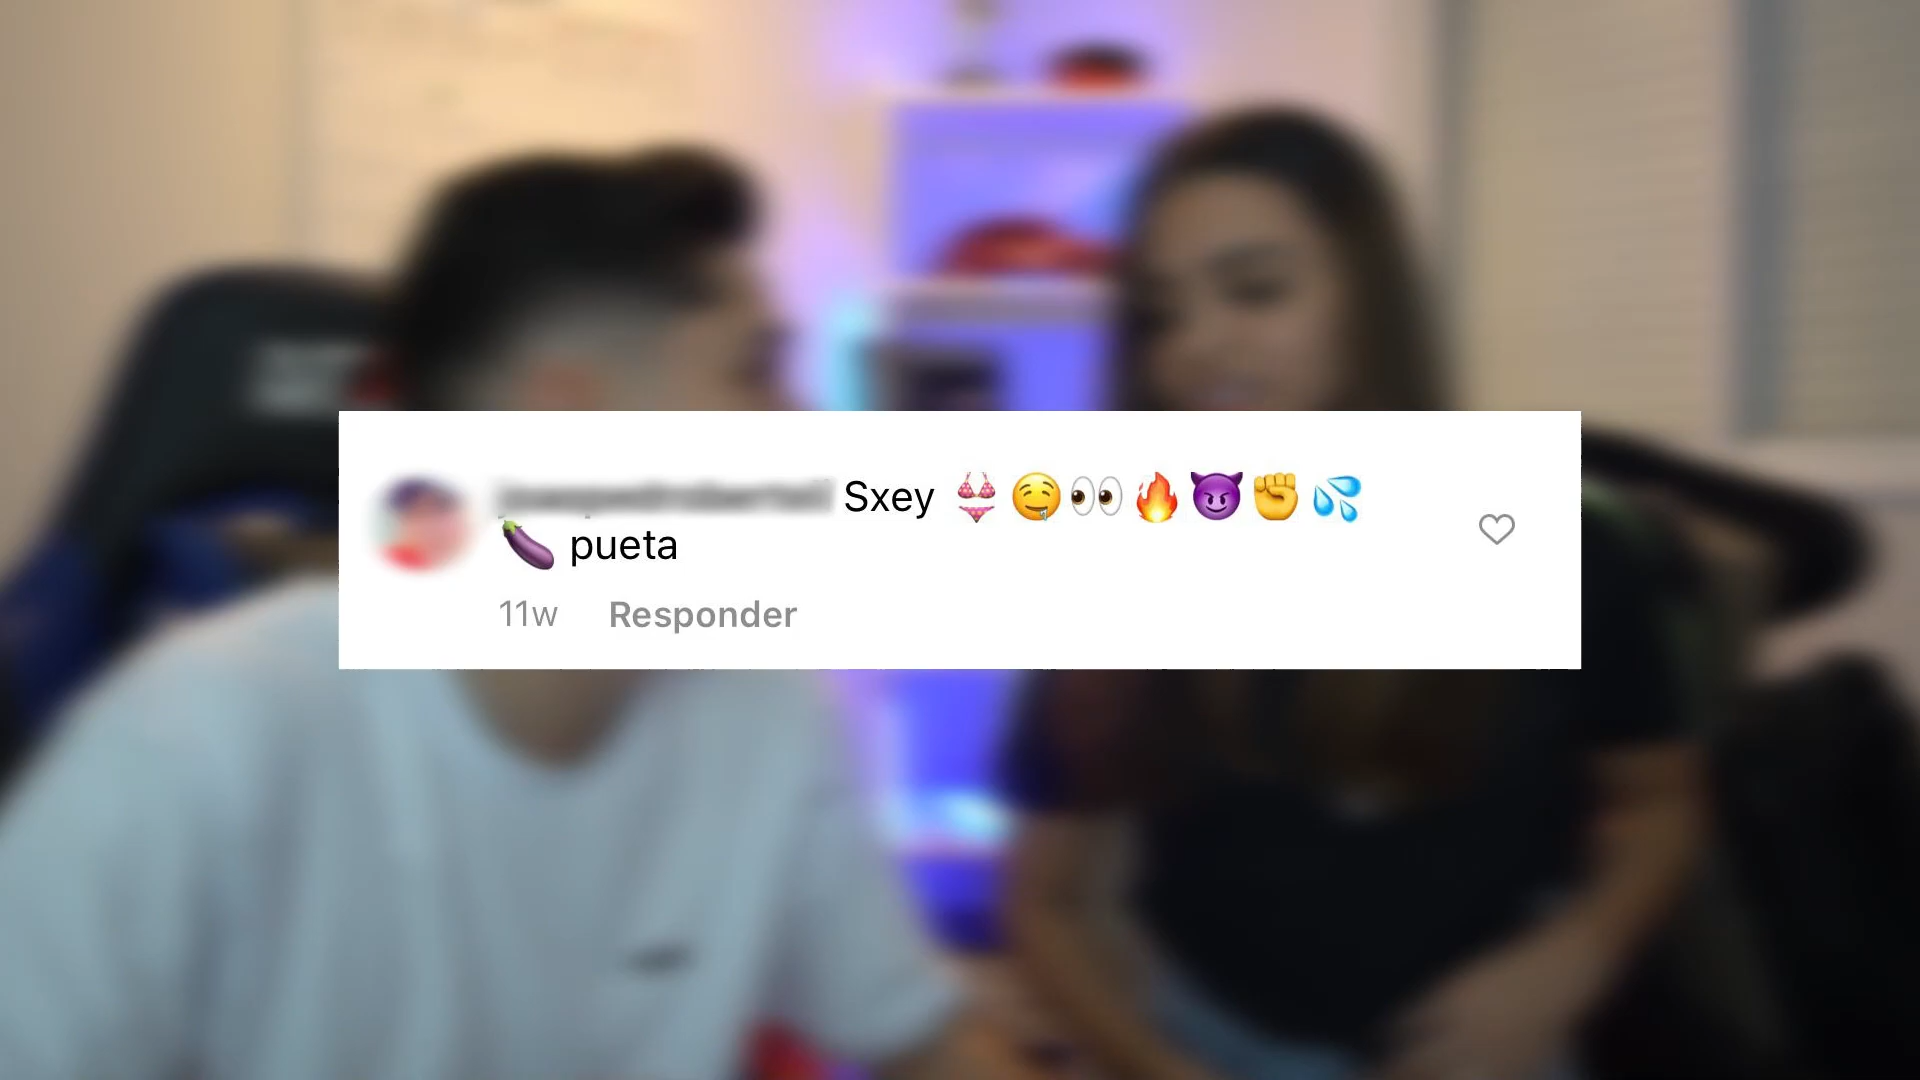 Sxey 👙🤤👀🔥😈✊💦
🍆 pueta
11w Responder